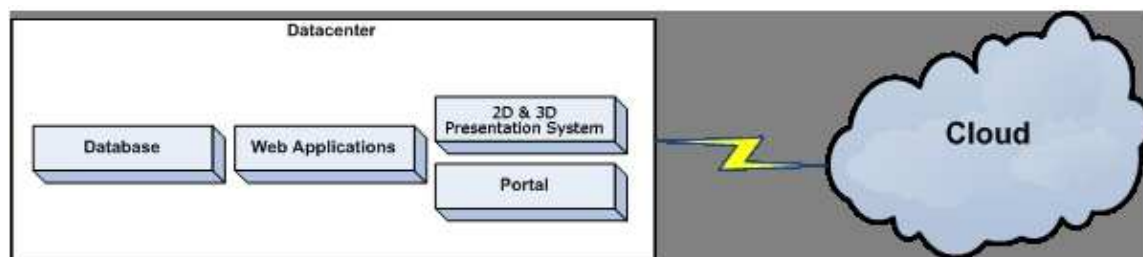 Datacenter
Database
Web Applications
2D & 3D
Presentation System
Portal
Cloud